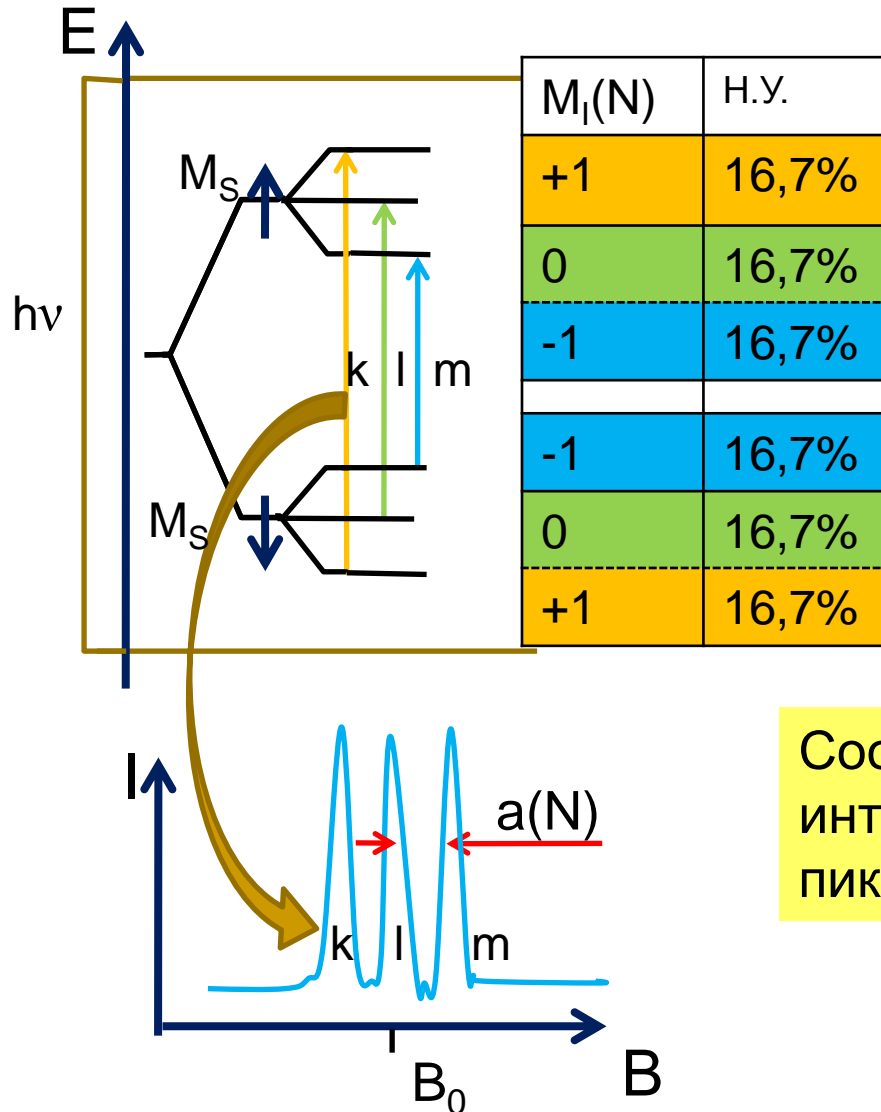 E
M_I(N) Н.У.
+1 16,7%
0 16,7%
-1 16,7%
-1 16,7%
0 16,7%
+1 16,7%
M_S
hν
k l m
M_S
I
a(N)
k l m
B_0
B